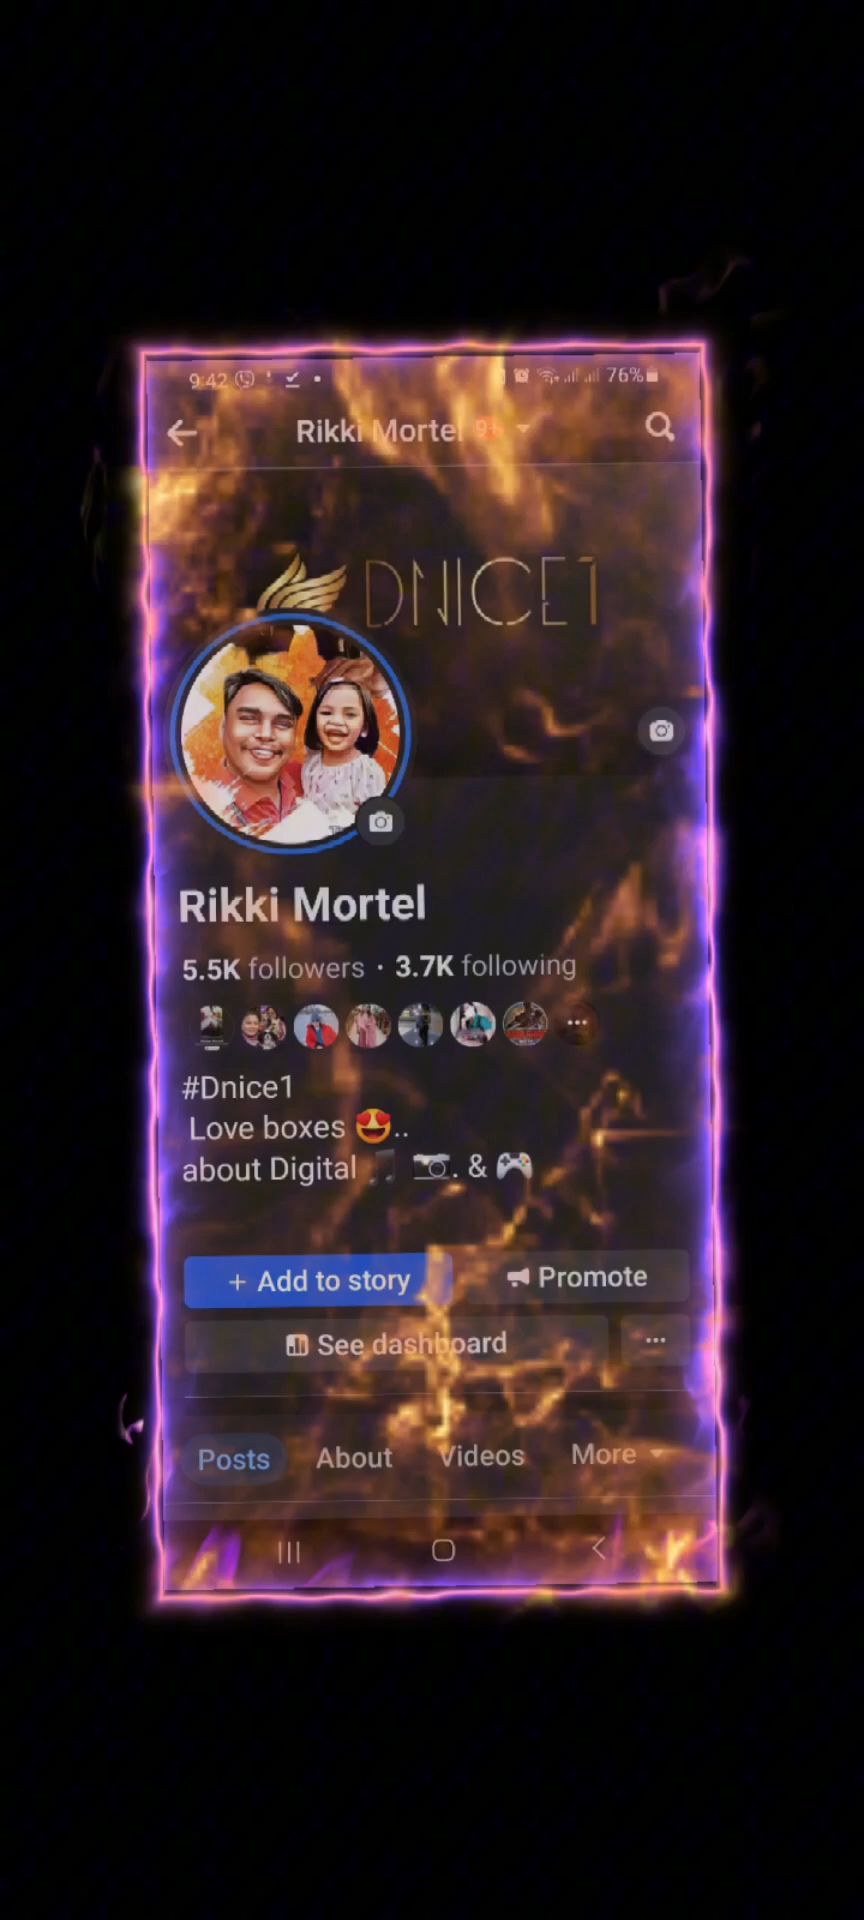 9:42 76%
Rikki Mortel 9+
DNICE1
Rikki Mortel
5.5K followers · 3.7K following
#Dnice1
Love boxes 😍..
about Digital 🎵 📷. & 🎮
+ Add to story
Promote
See dashboard
Posts About Videos More